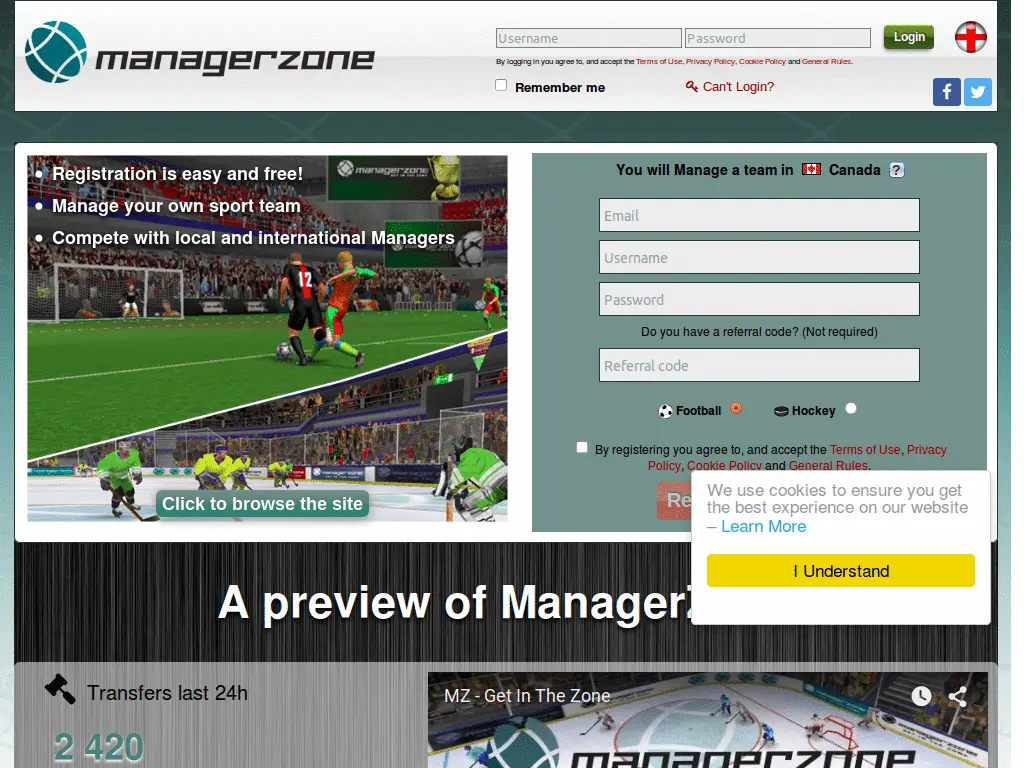 managerzone
Username
Password
Login
By logging in you agree to, and accept the Terms of Use, Privacy Policy, Cookie Policy and General Rules.
Remember me
Can't Login?
Registration is easy and free!
Manage your own sport team
Compete with local and international Managers
managerzone
12
Click to browse the site
You will Manage a team in Canada ?
Email
Username
Password
Do you have a referral code? (Not required)
Referral code
Football
Hockey
By registering you agree to, and accept the Terms of Use, Privacy
Policy, Cookie Policy and General Rules.
Re
We use cookies to ensure you get
the best experience on our website
– Learn More
I Understand
A preview of Manager
Transfers last 24h
2 420
MZ - Get In The Zone
managerzone
managerzone